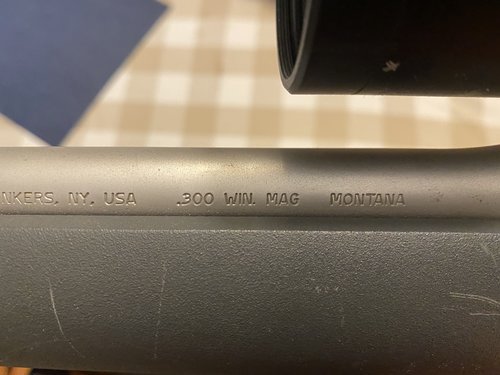 NKERS, NY, USA .300 WIN. MAG MONTANA